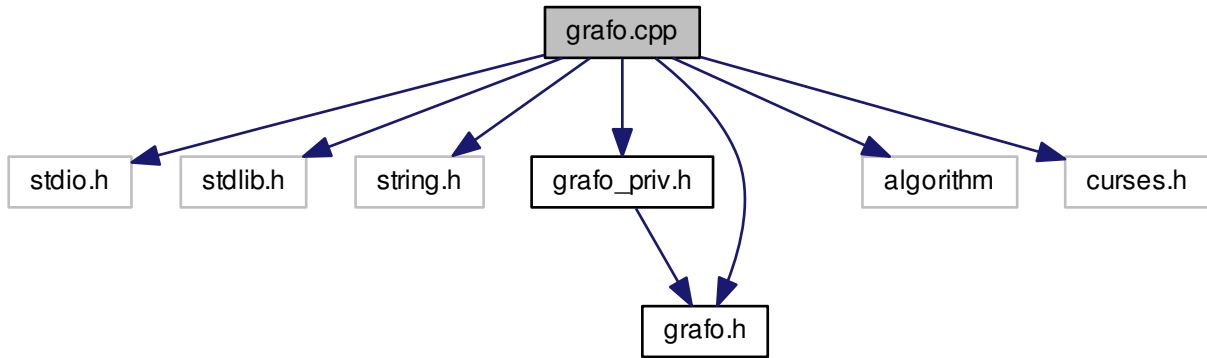 grafo.cpp
stdio.h
stdlib.h
string.h
grafo_priv.h
algorithm
curses.h
grafo.h